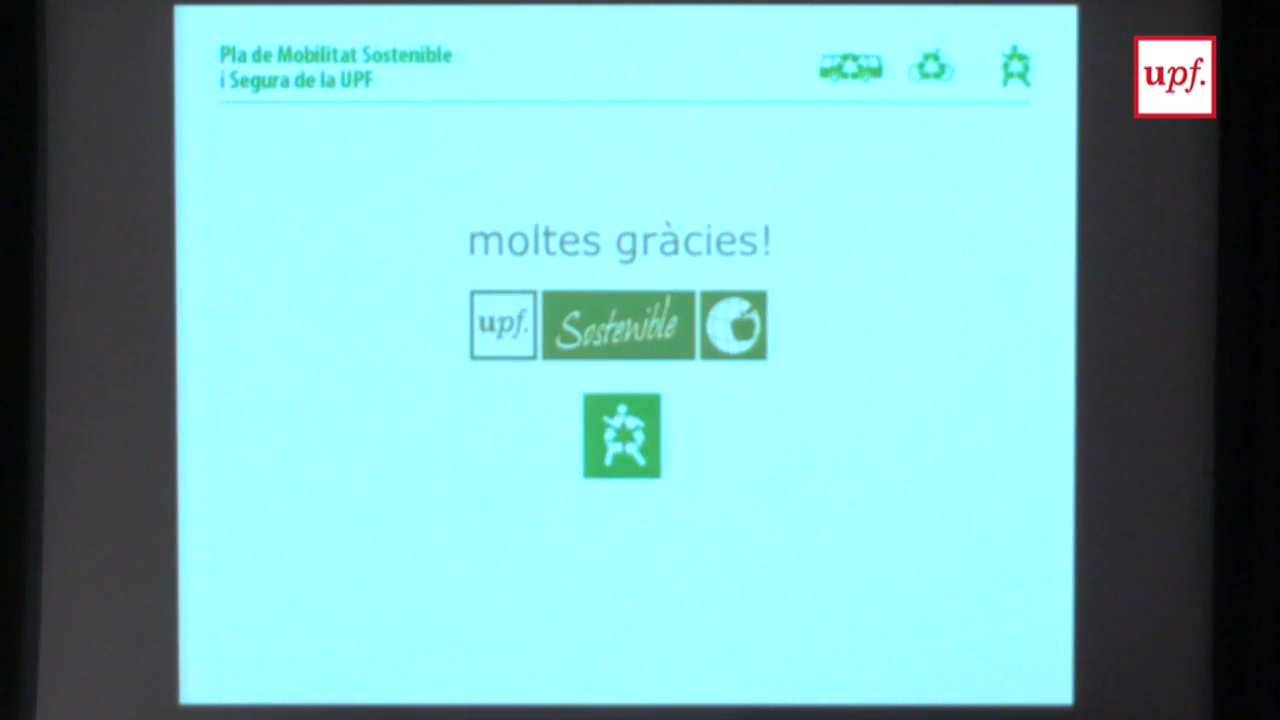 Pla de Mobilitat Sostenible
i Segura de la UPF
upf.
moltes gràcies!
upf. Sostenible